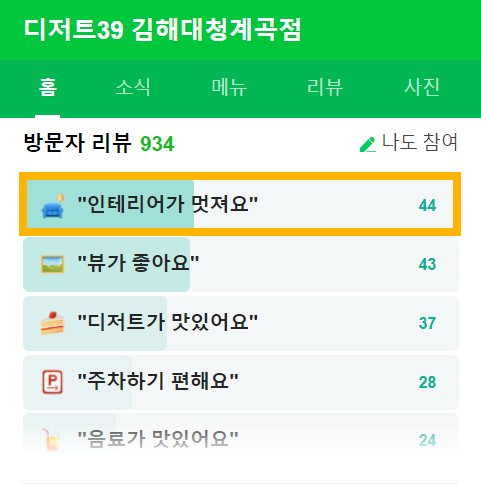 디저트39 김해대청계곡점
홈 소식 메뉴 리뷰 사진
방문자 리뷰 934 나도 참여
"인테리어가 멋져요" 44
"뷰가 좋아요" 43
"디저트가 맛있어요" 37
P "주차하기 편해요" 28
"음료가 맛있어요" 24